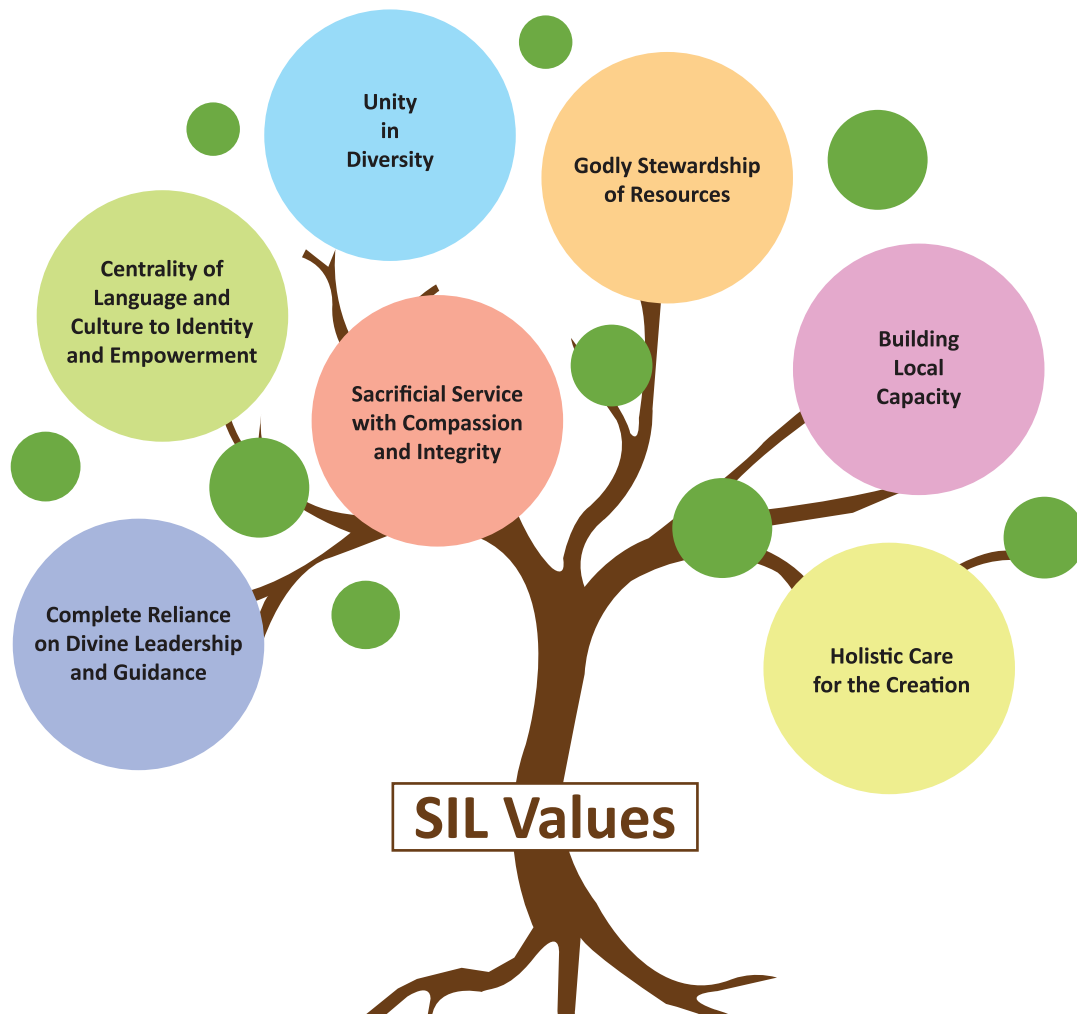 Unity
in
Diversity
Godly Stewardship
of Resources
Centrality of
Language and
Culture to Identity
and Empowerment
Sacrificial Service
with Compassion
and Integrity
Building
Local
Capacity
Complete Reliance
on Divine Leadership
and Guidance
Holistic Care
for the Creation
SIL Values